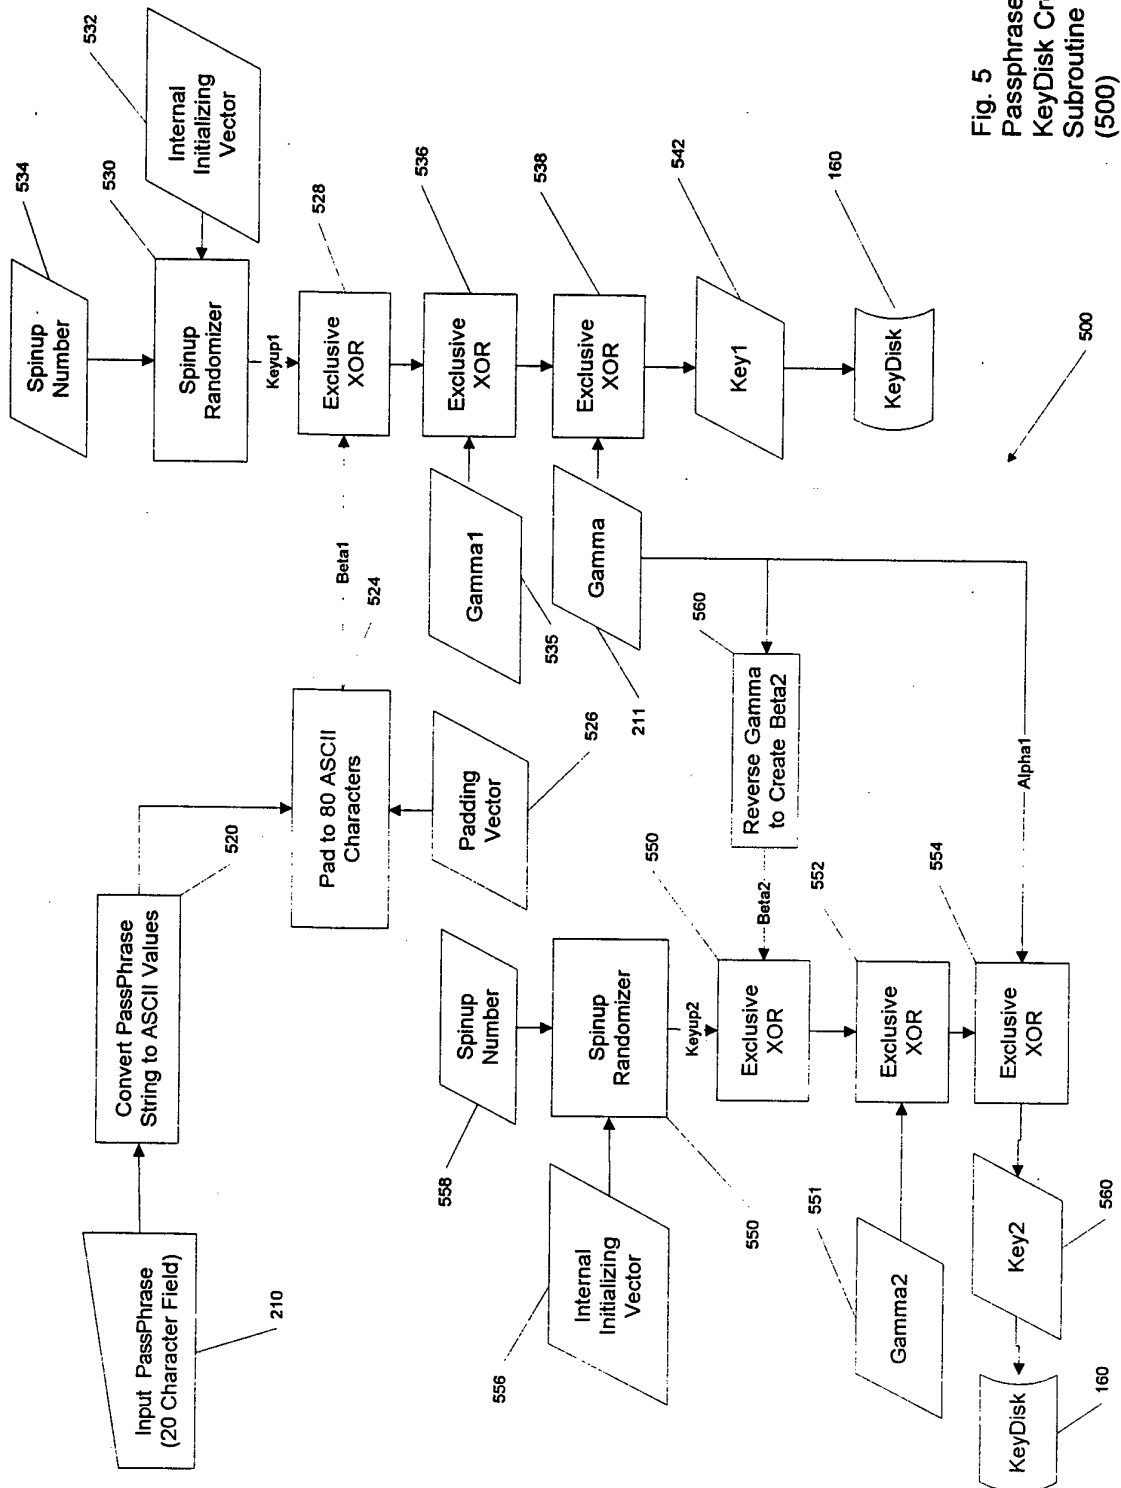 Input PassPhrase
(20 Character Field)
210
Convert PassPhrase
String to ASCII Values
520
Pad to 80 ASCII
Characters
Padding
Vector
526
Beta1
524
Spinup
Number
534
Internal
Initializing
Vector
532
Spinup
Randomizer
530
Keyup1
Exclusive
XOR
528
Gamma1
535
Exclusive
XOR
536
Gamma
211
Exclusive
XOR
538
Key1
542
KeyDisk
160
500
Reverse Gamma
to Create Beta2
560
Alpha1
Beta2
Spinup
Number
558
Internal
Initializing
Vector
556
Spinup
Randomizer
550
Keyup2
Exclusive
XOR
550
Gamma2
551
Exclusive
XOR
552
Exclusive
XOR
554
Key2
560
KeyDisk
160
Fig. 5
Passphrase
KeyDisk
Subroutine
(500)